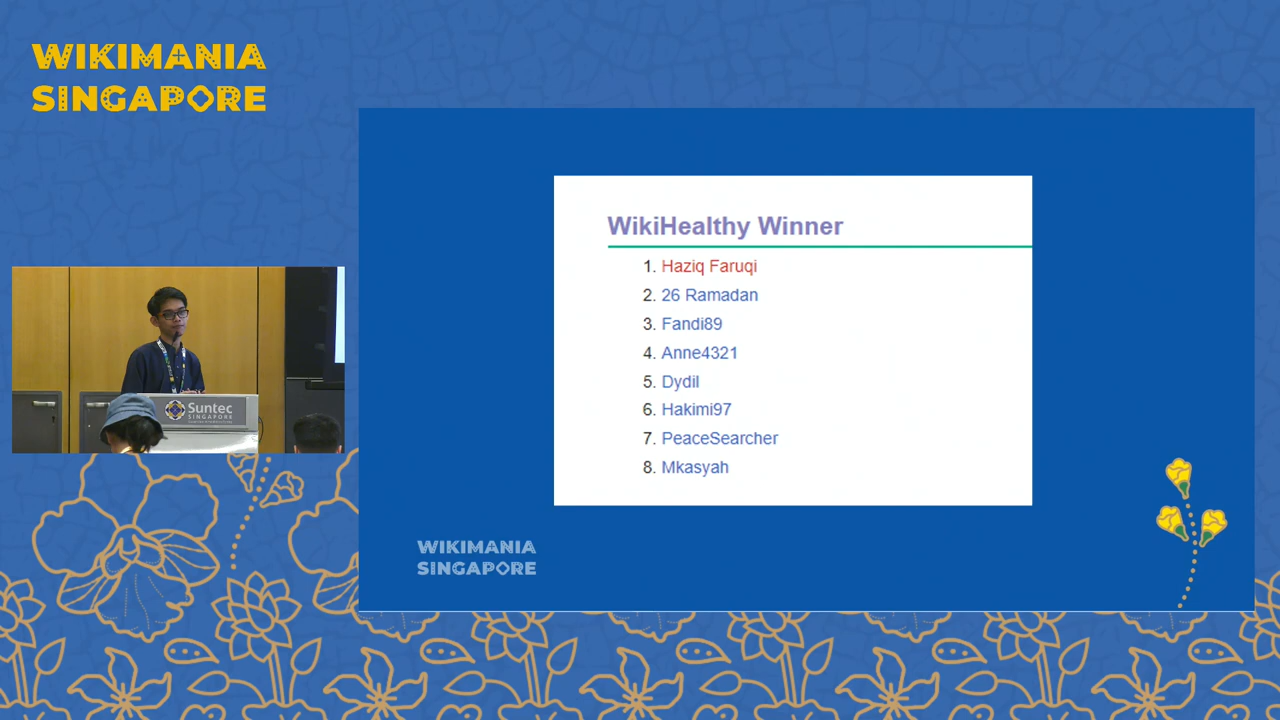 WIKIMANIA
SINGAPORE
WikiHealthy Winner
1. Haziq Faruqi
2. 26 Ramadan
3. Fandi89
4. Anne4321
5. Dydil
6. Hakimi97
7. PeaceSearcher
8. Mkasyah
Suntec
SINGAPORE
WIKIMANIA
SINGAPORE